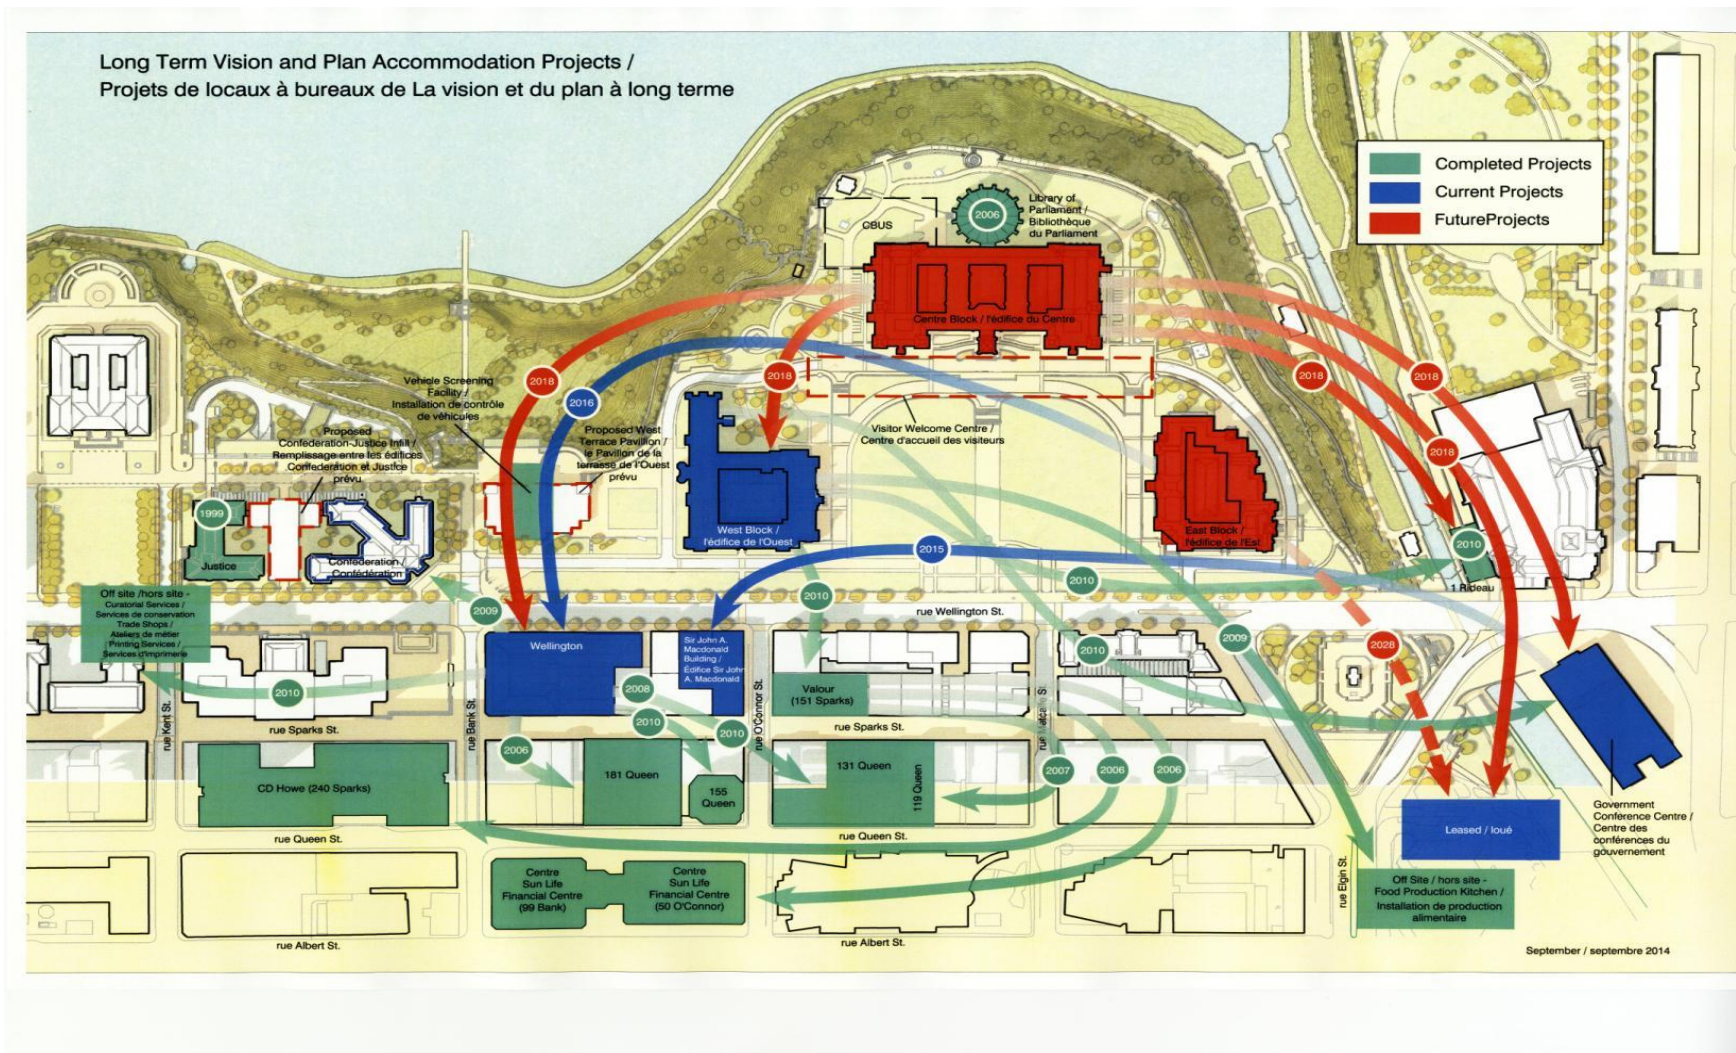 Long Term Vision and Plan Accommodation Projects /
Projets de locaux à bureaux de La vision et du plan à long terme
Completed Projects
Current Projects
FutureProjects
2006
Library of
Parliament /
Bibliothèque
du Parliament
CBUS
Centre Block / l'édifice du Centre
2018
2016
2018
2018
2018
2018
Vehicle Screening
Facility /
Installation de contrôle
de véhicules
Proposed
Confederation-Justice Infill /
Remplissage entre les édifices
Confederation et Justice
prévu
Proposed West
Terrace Pavillion /
le Pavillon de la
terrasse de l'Ouest
prévu
Visitor Welcome Centre /
Centre d'accueil des visiteurs
1999
Justice
Confederation /
Confédération
West Block /
l'édifice de l'Ouest
East Block /
l'édifice de l'Est
2015
2010
1 Rideau
2010
2010
2009
2009
2010
2028
Off site /hors site -
Curatorial Services /
Services de conservation
Trade Shops /
Ateliers de métier
Printing Services /
Services d'imprimerie
rue Wellington St.
Wellington
Sir John A.
Macdonald
Building /
Édifice Sir John
A. Macdonald
Valour
(151 Sparks)
2010
2008
2010
2010
2006
rue Kent St.
rue Bank St.
rue O'Connor St.
rue Metcalfe St.
rue Sparks St.
rue Sparks St.
CD Howe (240 Sparks)
181 Queen
155
Queen
131 Queen
119 Queen
2007
2006
2006
Government
Conférence Centre /
Centre des
conférences du
gouvernement
Leased / loué
rue Queen St.
rue Queen St.
Centre
Sun Life
Financial Centre
(99 Bank)
Centre
Sun Life
Financial Centre
(50 O'Connor)
rue Elgin St.
Off Site / hors site -
Food Production Kitchen /
Installation de production
alimentaire
rue Albert St.
rue Albert St.
September / septembre 2014